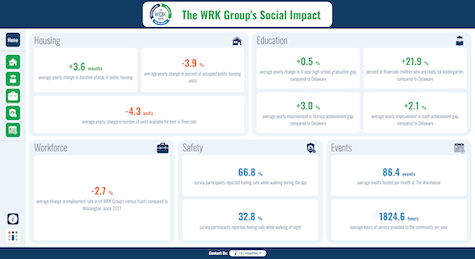 The WRK Group's Social Impact
Home
Housing
+3.6 months
average yearly change in duration of stay in public housing
-3.9 %
average yearly change in percent of occupied public housing
units
-4.3 units
average yearly change in number of units available for rent in Riverside
Education
+0.5 %
average yearly change in 4-year high school graduation gap,
compared to Delaware
+21.9 %
percent of Riverside children who are ready for kindergarten
compared to Delaware
+3.0 %
average yearly improvement in literacy achievement gap,
compared to Delaware
+2.1 %
average yearly improvement in math achievement gap,
compared to Delaware
Workforce
-2.7 %
average change in employment rate in/of WRK Group's census tracts compared to
Wilmington, since 2011
Safety
66.8 %
survey participants reported feeling safe while walking during the day
32.8 %
survey participants reported feeling safe while walking at night
Events
86.4 events
average events hosted per month at The Warehouse
1824.6 hours
average hours of service provided to the community per year
Contact Us: